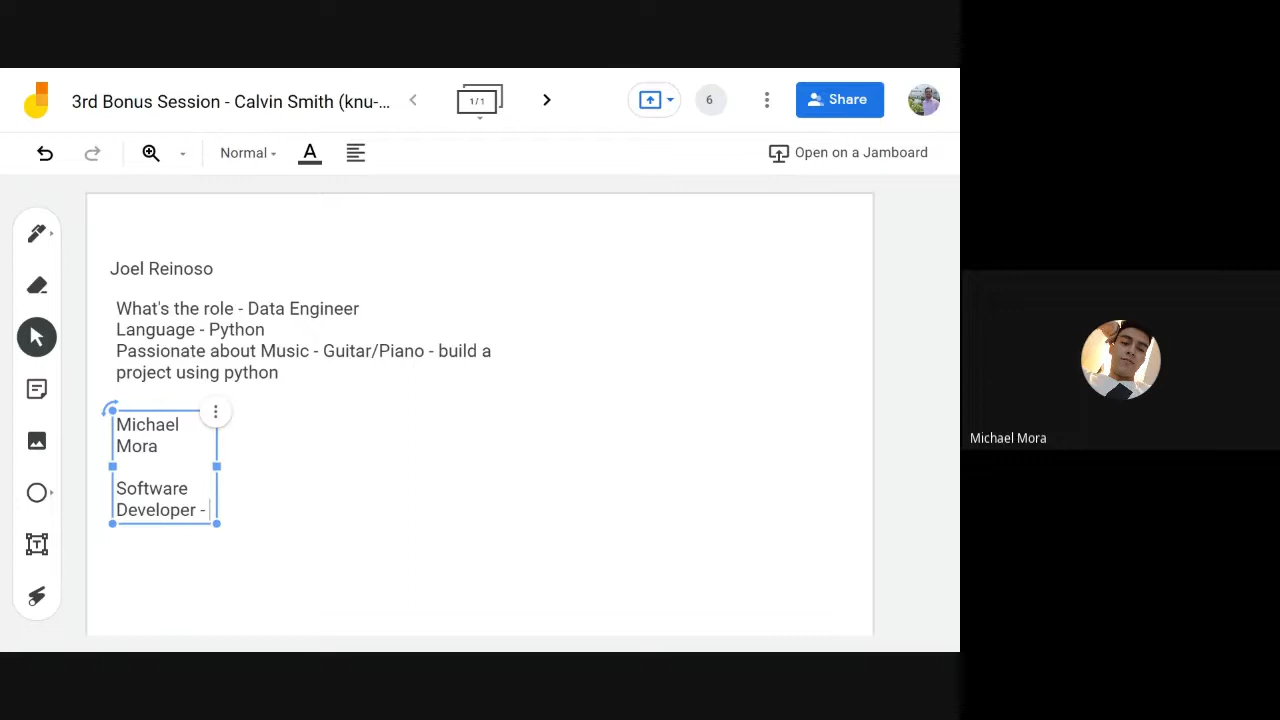 3rd Bonus Session - Calvin Smith (knu-...
1/1
6
Share
Normal
A
Open on a Jamboard
Joel Reinoso
What's the role - Data Engineer
Language - Python
Passionate about Music - Guitar/Piano - build a
project using python
Michael
Mora
Software
Developer -
T
Michael Mora